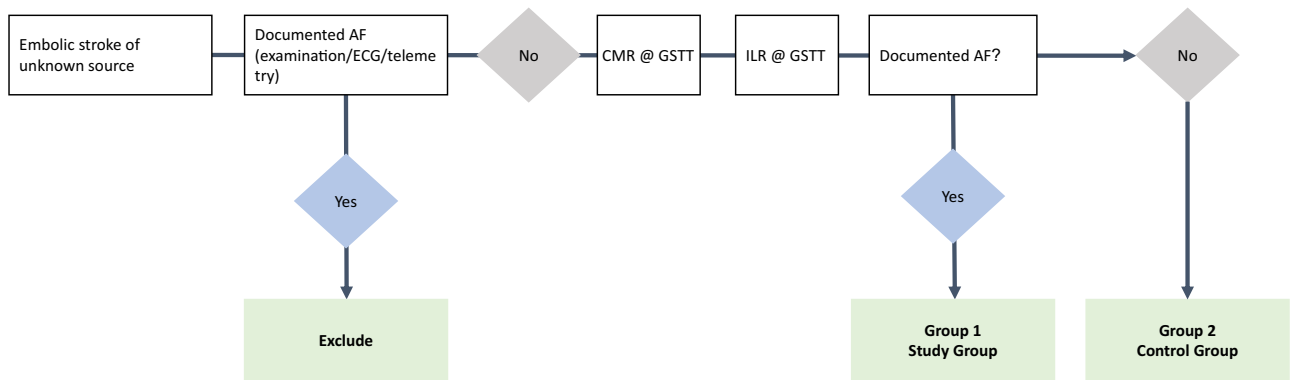 Embolic stroke of
unknown source
Documented AF
(examination/ECG/teleme
try)
No
CMR @ GSTT
ILR @ GSTT
Documented AF?
No
Yes
Yes
Exclude
Group 1
Study Group
Group 2
Control Group